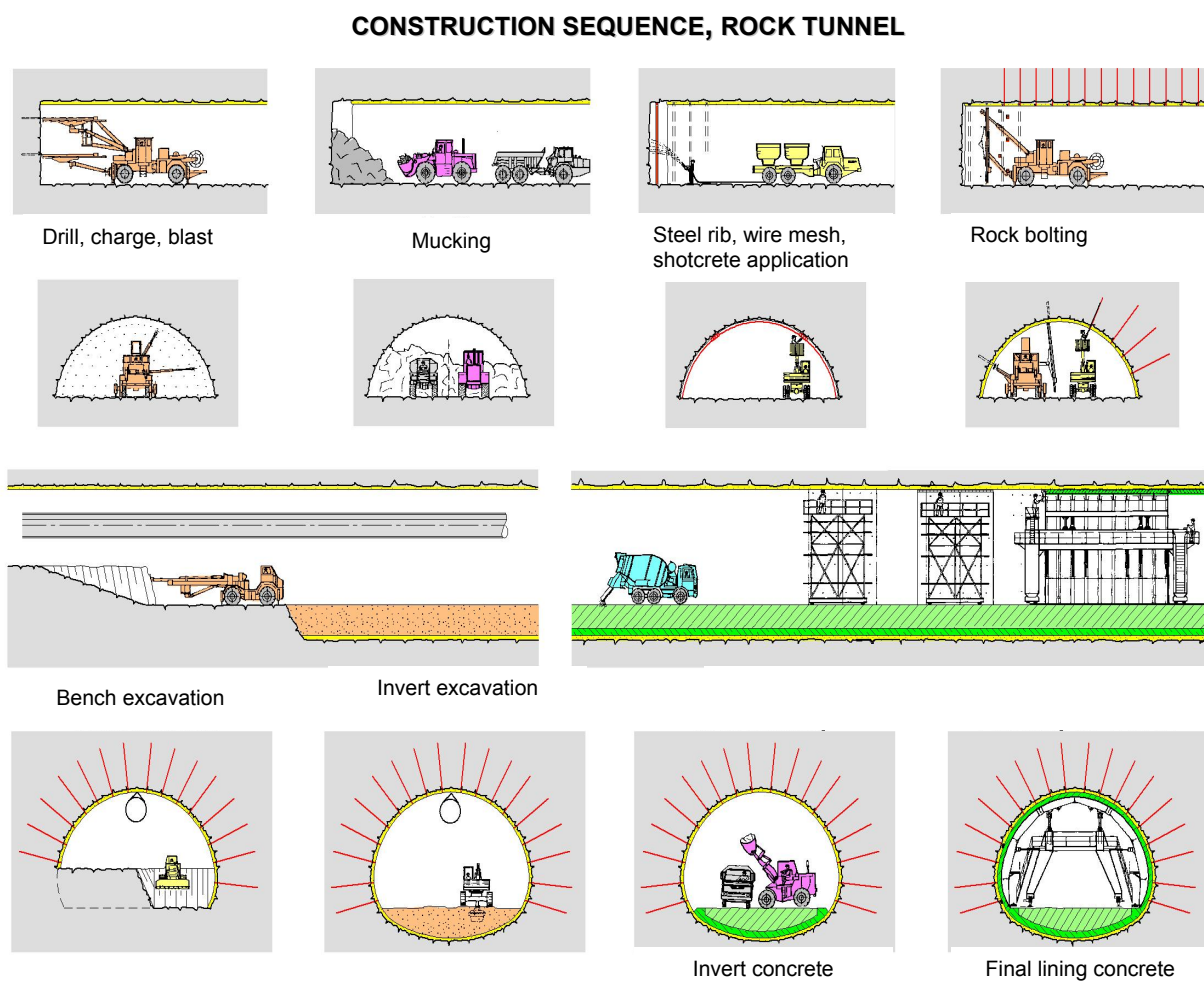 CONSTRUCTION SEQUENCE, ROCK TUNNEL
Drill, charge, blast
Mucking
Steel rib, wire mesh,
shotcrete application
Rock bolting
Bench excavation
Invert excavation
Invert concrete
Final lining concrete